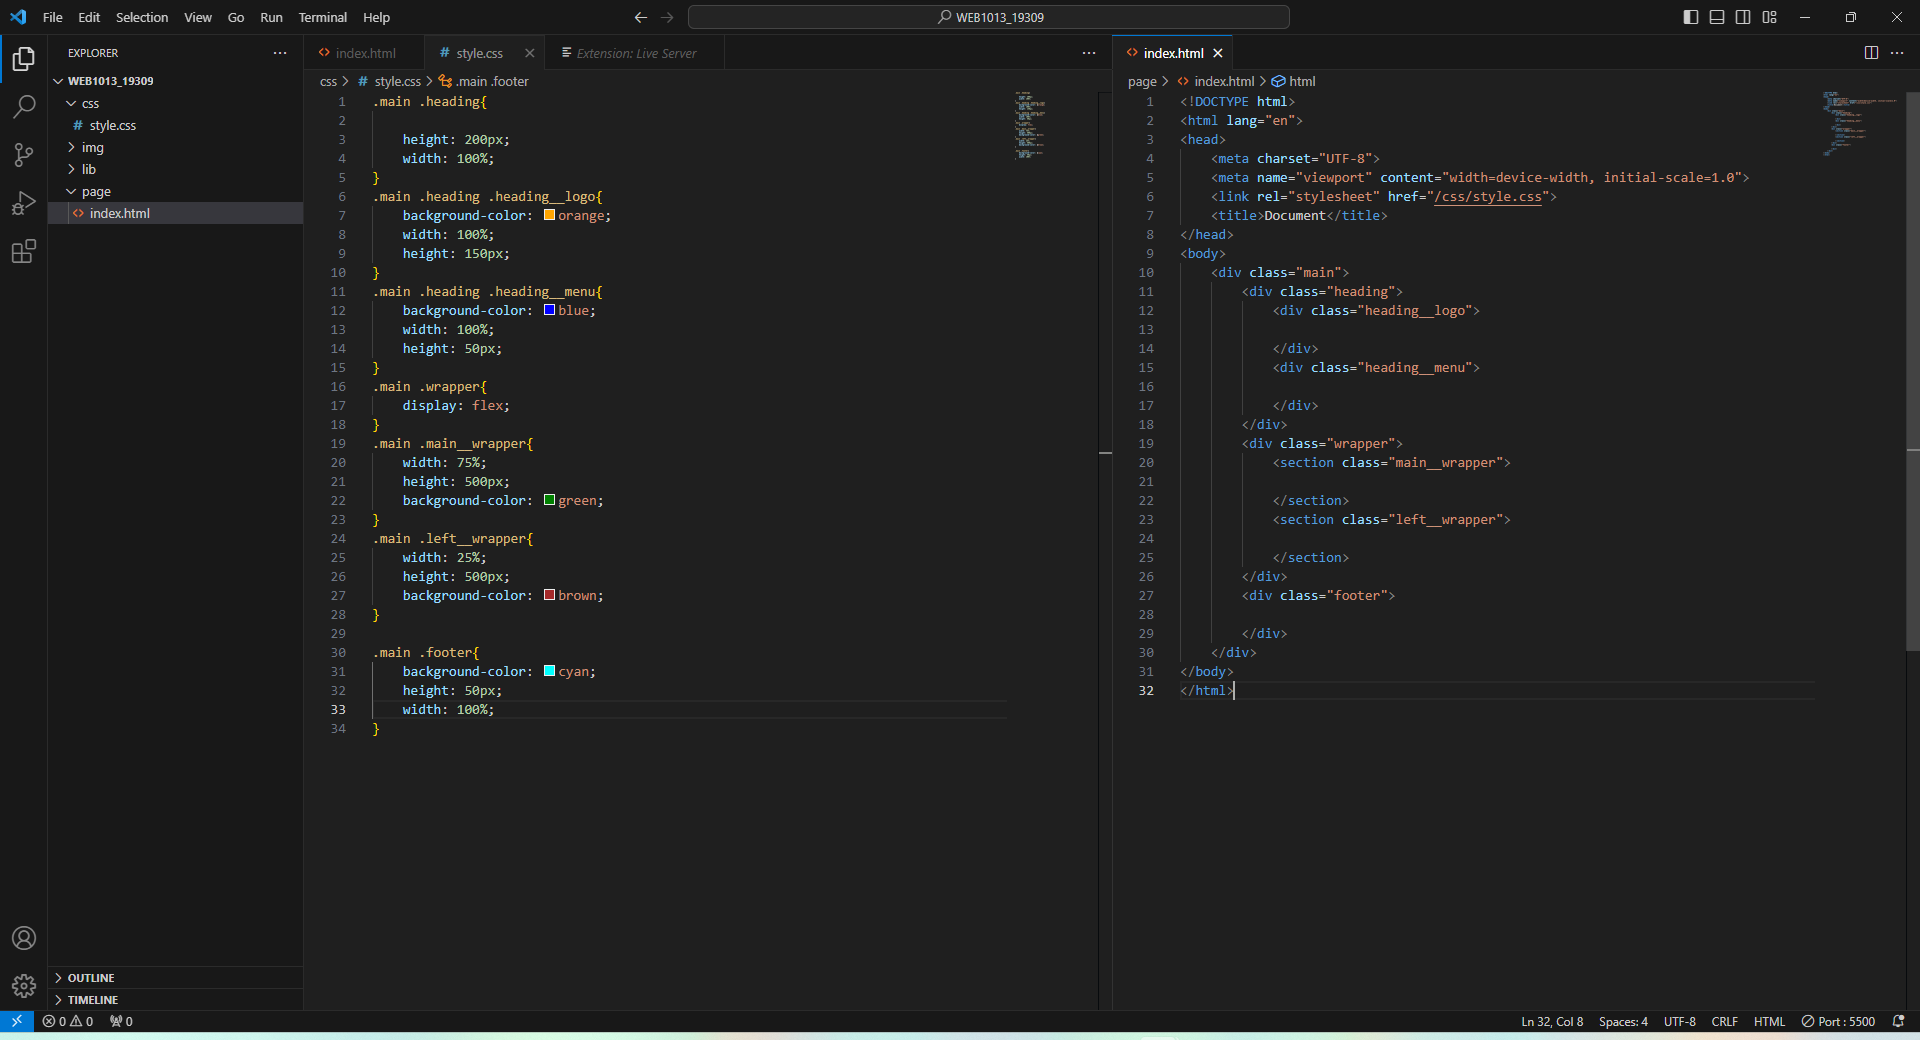 File Edit Selection View Go Run Terminal Help
WEB1013_19309
EXPLORER
WEB1013_19309
css
# style.css
img
lib
page
index.html
OUTLINE
TIMELINE
index.html
# style.css
Extension: Live Server
css > # style.css > .main .footer
1 .main .heading{
2
3 height: 200px;
4 width: 100%;
5 }
6 .main .heading .heading__logo{
7 background-color: orange;
8 width: 100%;
9 height: 150px;
10 }
11 .main .heading .heading__menu{
12 background-color: blue;
13 width: 100%;
14 height: 50px;
15 }
16 .main .wrapper{
17 display: flex;
18 }
19 .main .main__wrapper{
20 width: 75%;
21 height: 500px;
22 background-color: green;
23 }
24 .main .left__wrapper{
25 width: 25%;
26 height: 500px;
27 background-color: brown;
28 }
29
30 .main .footer{
31 background-color: cyan;
32 height: 50px;
33 width: 100%;
34 }
index.html
page > index.html > html
1 <!DOCTYPE html>
2 <html lang="en">
3 <head>
4 <meta charset="UTF-8">
5 <meta name="viewport" content="width=device-width, initial-scale=1.0">
6 <link rel="stylesheet" href="/css/style.css">
7 <title>Document</title>
8 </head>
9 <body>
10 <div class="main">
11 <div class="heading">
12 <div class="heading__logo">
13
14 </div>
15 <div class="heading__menu">
16
17 </div>
18 </div>
19 <div class="wrapper">
20 <section class="main__wrapper">
21
22 </section>
23 <section class="left__wrapper">
24
25 </section>
26 </div>
27 <div class="footer">
28
29 </div>
30 </div>
31 </body>
32 </html>
0 0 0
Ln 32, Col 8 Spaces: 4 UTF-8 CRLF HTML Port : 5500